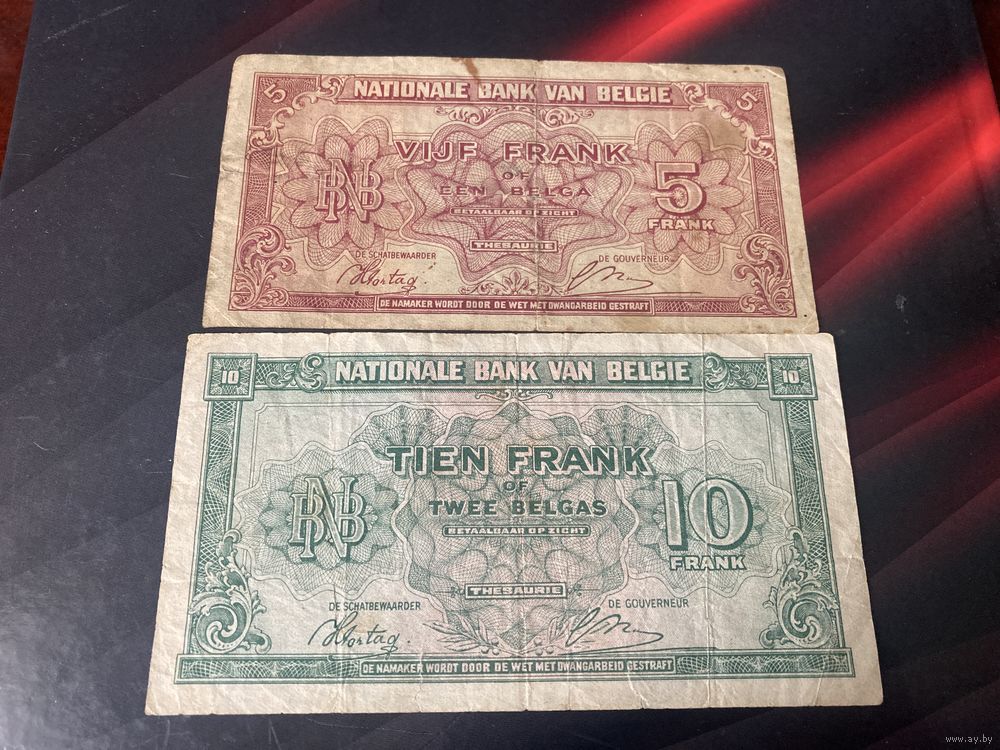 5 NATIONALE BANK VAN BELGIE 5
VIJF FRANK
OF
EEN BELGA
BETAALBAAR OP ZICHT
NBB
5
FRANK
THESAURIE
DE SCHATBEWAARDER
DE GOUVERNEUR
DE NAMAKER WORDT DOOR DE WET MET DWANGARBEID GESTRAFT
10 NATIONALE BANK VAN BELGIE 10
TIEN FRANK
OF
TWEE BELGAS
BETAALBAAR OP ZICHT
NBB
10
FRANK
THESAURIE
DE SCHATBEWAARDER
DE GOUVERNEUR
DE NAMAKER WORDT DOOR DE WET MET DWANGARBEID GESTRAFT
www.ay.by